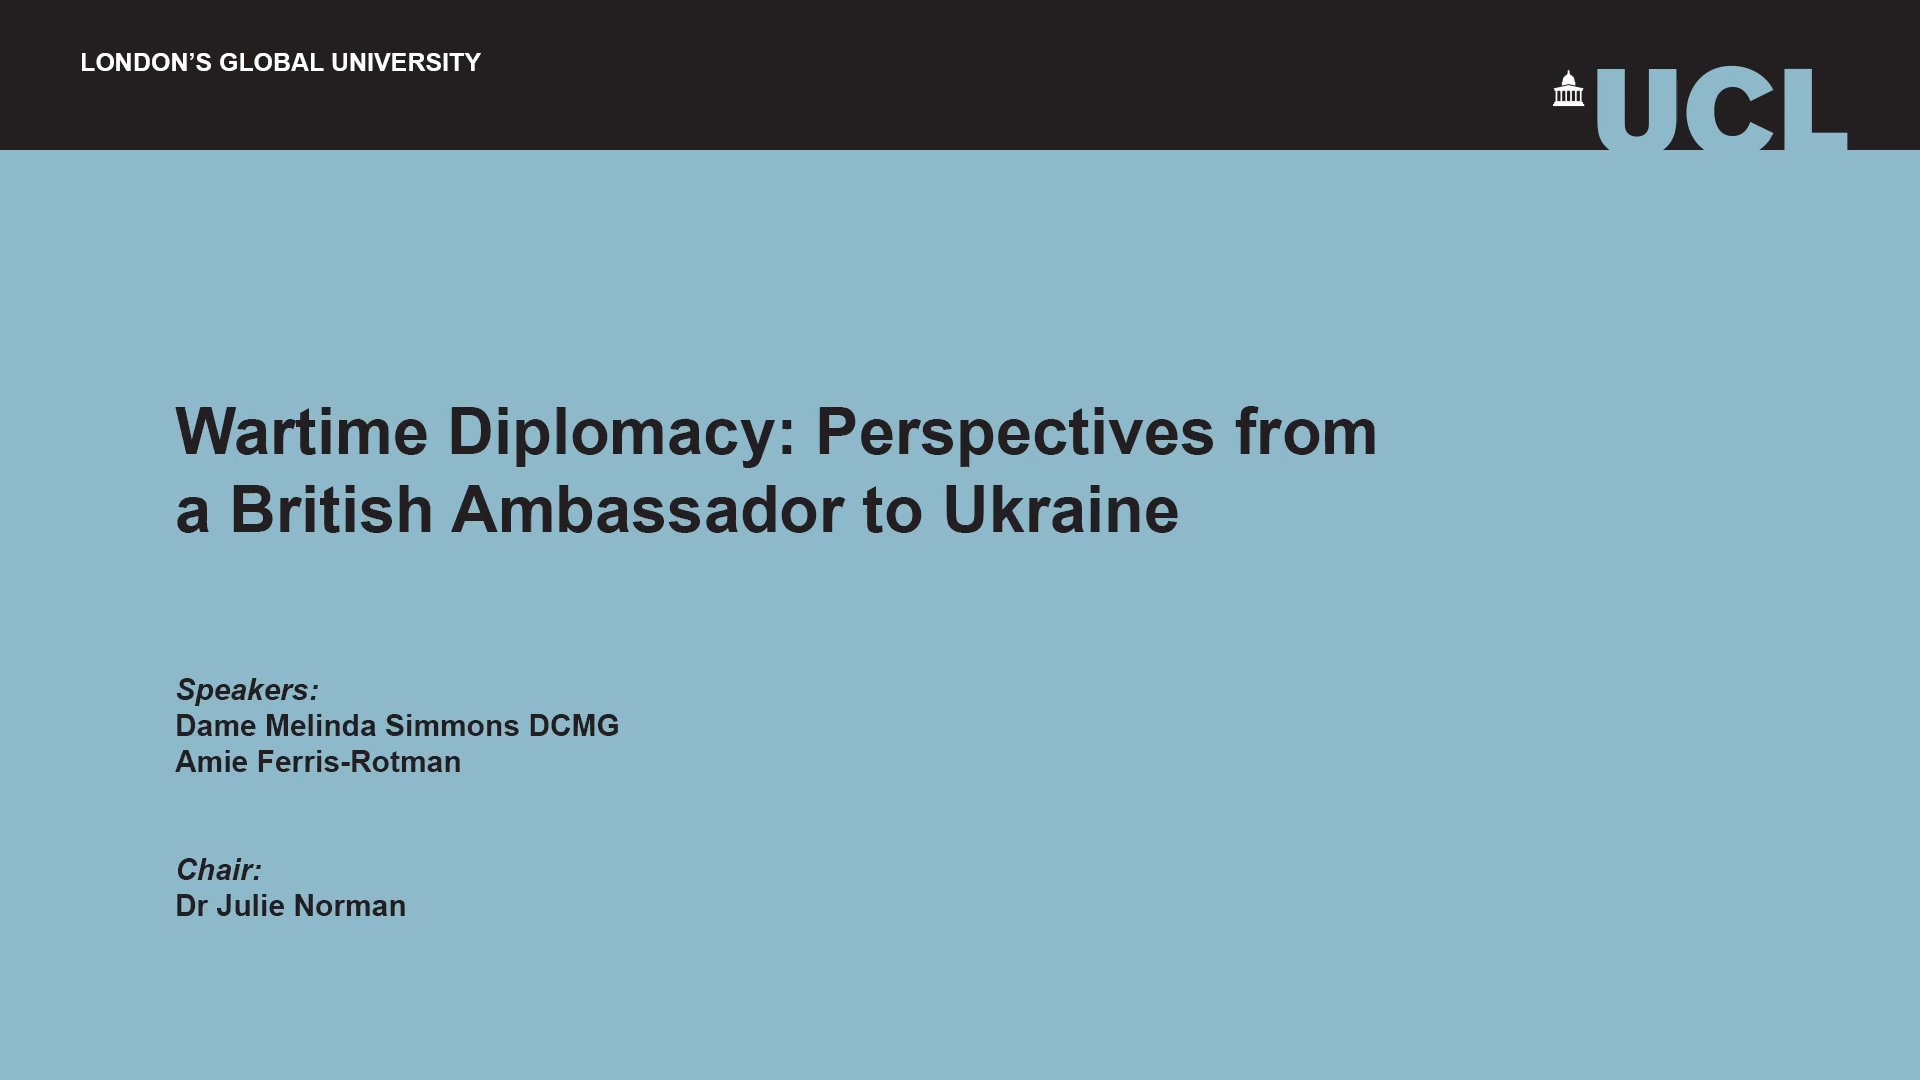 LONDON’S GLOBAL UNIVERSITY
UCL
Wartime Diplomacy: Perspectives from
a British Ambassador to Ukraine
Speakers:
Dame Melinda Simmons DCMG
Amie Ferris-Rotman
Chair:
Dr Julie Norman